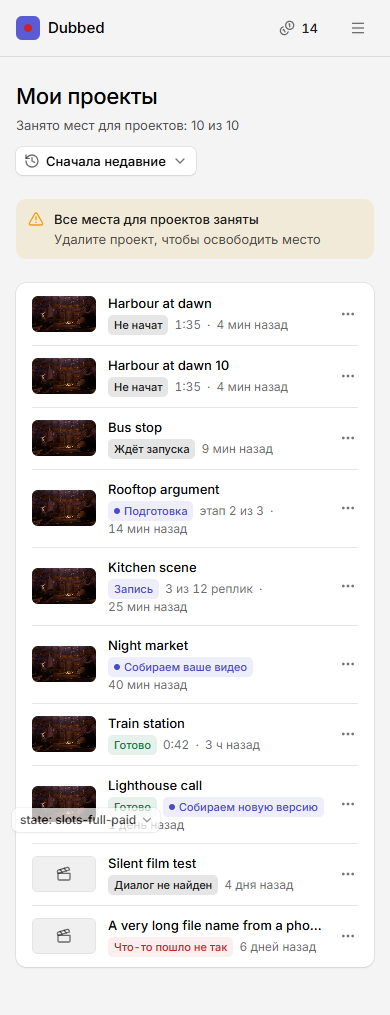 Dubbed 14
Мои проекты
Занято мест для проектов: 10 из 10
Сначала недавние
Все места для проектов заняты
Удалите проект, чтобы освободить место
Harbour at dawn
Не начат 1:35 · 4 мин назад
Harbour at dawn 10
Не начат 1:35 · 4 мин назад
Bus stop
Ждёт запуска 9 мин назад
Rooftop argument
Подготовка этап 2 из 3 ·
14 мин назад
Kitchen scene
Запись 3 из 12 реплик ·
25 мин назад
Night market
Собираем ваше видео
40 мин назад
Train station
Готово 0:42 · 3 ч назад
Lighthouse call
Готово Собираем новую версию
state: slots-full-paid
1 день назад
Silent film test
Диалог не найден 4 дня назад
A very long file name from a pho...
Что-то пошло не так 6 дней назад